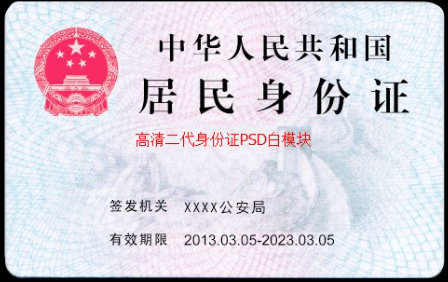 中华人民共和国
居民身份证
高清二代身份证PSD白模块
签发机关 XXXX公安局
有效期限 2013.03.05-2023.03.05